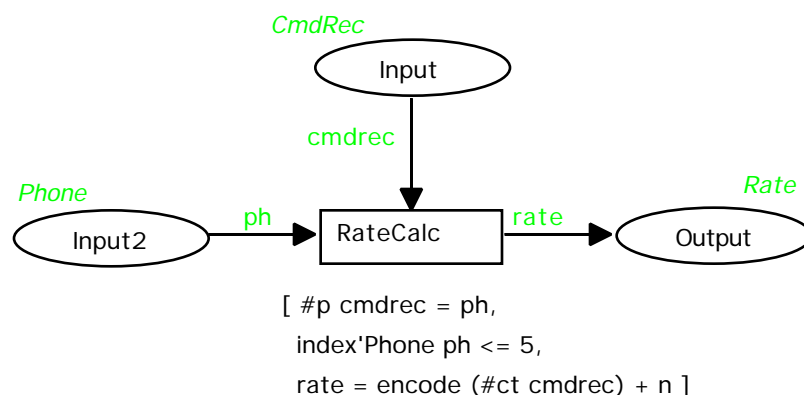 CmdRec
Input
cmdrec
Phone
Rate
ph
rate
Input2
RateCalc
Output
[ #p cmdrec = ph,
index'Phone ph <= 5,
rate = encode (#ct cmdrec) + n ]